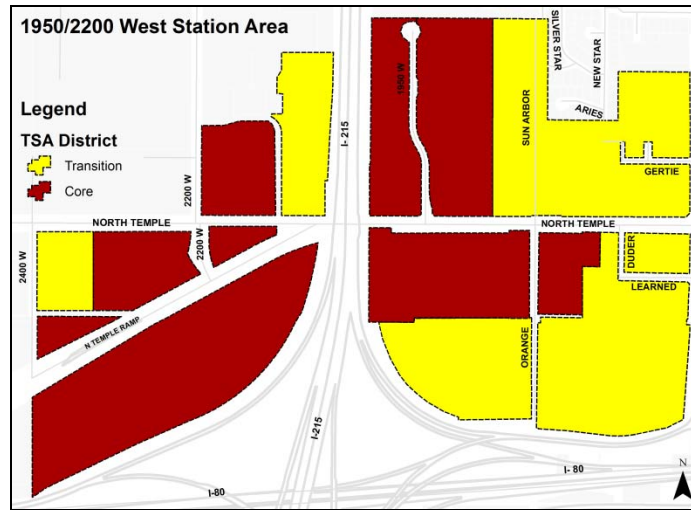 1950/2200 West Station Area
Legend
TSA District
Transition
Core
SILVER STAR
NEW STAR
1950 W
I- 215
SUN ARBOR
ARIES
GERTIE
2200 W
NORTH TEMPLE
NORTH TEMPLE
2400 W
2200 W
DUDER
LEARNED
N TEMPLE RAMP
ORANGE
I-215
I-80
I- 80
N